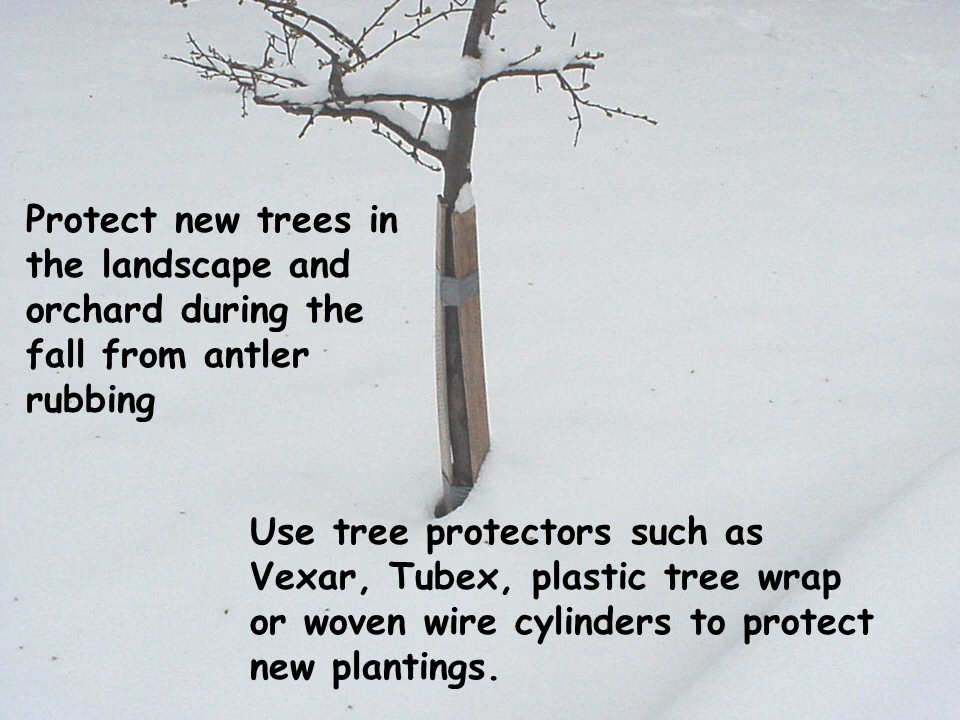 Protect new trees in
the landscape and
orchard during the
fall from antler
rubbing
Use tree protectors such as
Vexar, Tubex, plastic tree wrap
or woven wire cylinders to protect
new plantings.